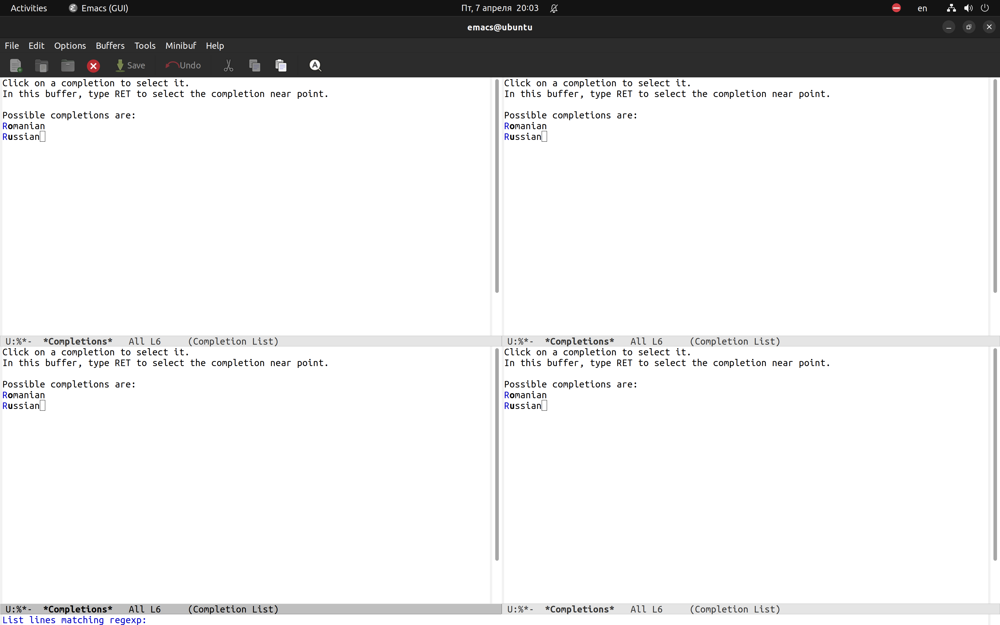 Activities Emacs (GUI) Пт, 7 апреля 20:03 en
emacs@ubuntu
File Edit Options Buffers Tools Minibuf Help
Save Undo
Click on a completion to select it.
In this buffer, type RET to select the completion near point.
Possible completions are:
Romanian
Russian
U:%*- *Completions* All L6 (Completion List)
Click on a completion to select it.
In this buffer, type RET to select the completion near point.
Possible completions are:
Romanian
Russian
U:%*- *Completions* All L6 (Completion List)
Click on a completion to select it.
In this buffer, type RET to select the completion near point.
Possible completions are:
Romanian
Russian
U:%*- *Completions* All L6 (Completion List)
Click on a completion to select it.
In this buffer, type RET to select the completion near point.
Possible completions are:
Romanian
Russian
U:%*- *Completions* All L6 (Completion List)
List lines matching regexp: